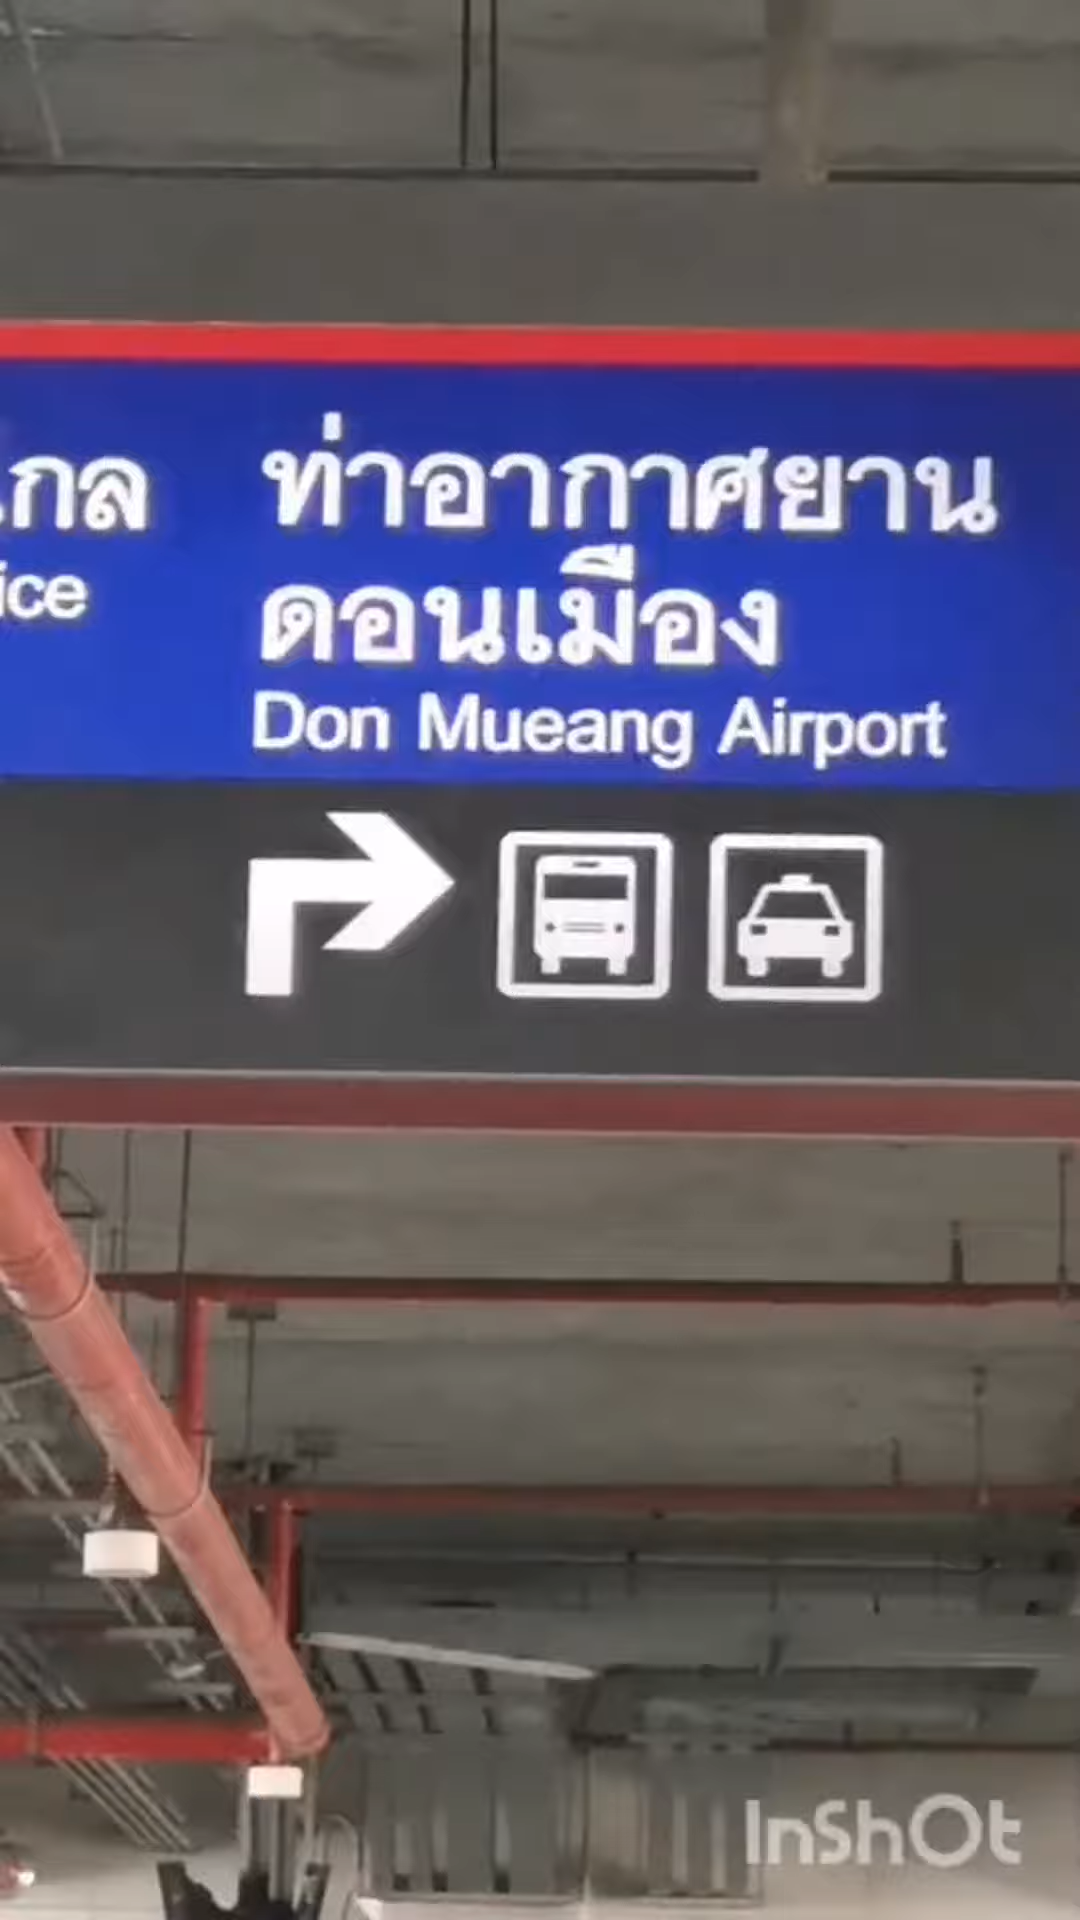 ไกล
ice
ท่าอากาศยาน
ดอนเมือง
Don Mueang Airport
InShOt